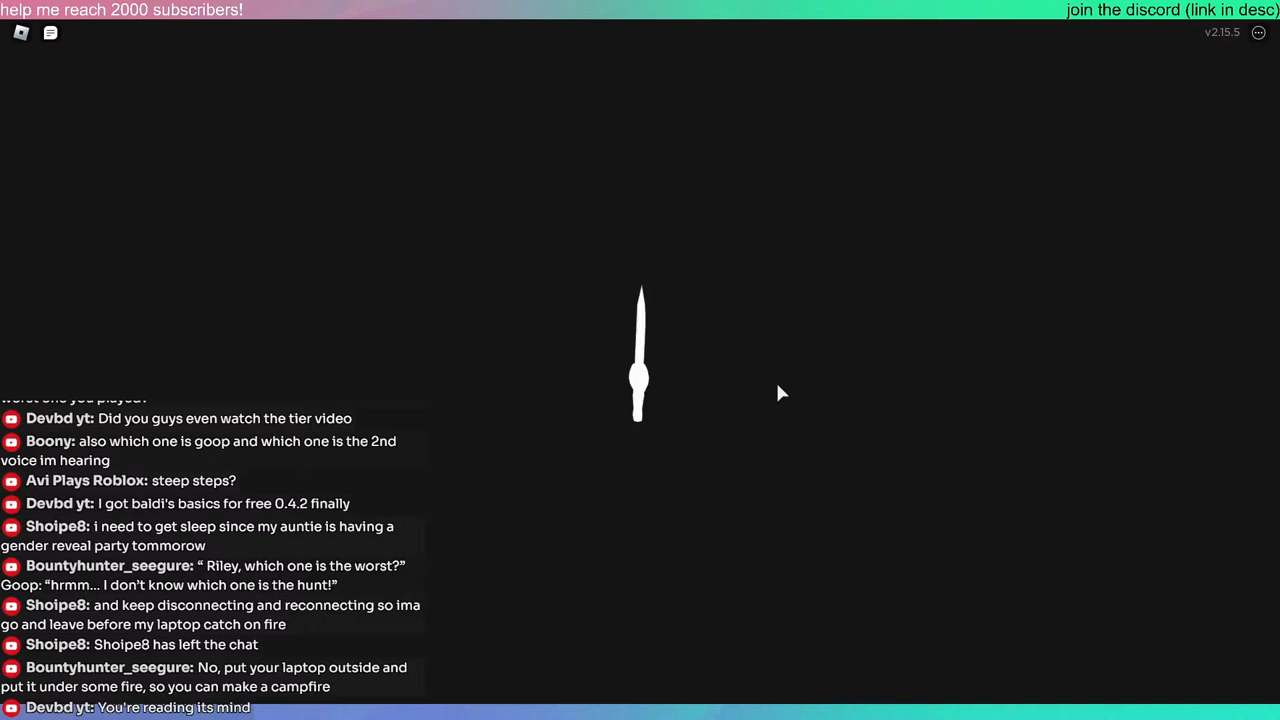 help me reach 2000 subscribers!
join the discord (link in desc)
v2.15.5
worst one you played?
Devbd yt: Did you guys even watch the tier video
Boony: also which one is goop and which one is the 2nd
voice im hearing
Avi Plays Roblox: steep steps?
Devbd yt: I got baldi's basics for free 0.4.2 finally
Shoipe8: i need to get sleep since my auntie is having a
gender reveal party tommorow
Bountyhunter_seegure: “ Riley, which one is the worst?”
Goop: “hrmm... I don’t know which one is the hunt!”
Shoipe8: and keep disconnecting and reconnecting so ima
go and leave before my laptop catch on fire
Shoipe8: Shoipe8 has left the chat
Bountyhunter_seegure: No, put your laptop outside and
put it under some fire, so you can make a campfire
Devbd yt: You're reading its mind